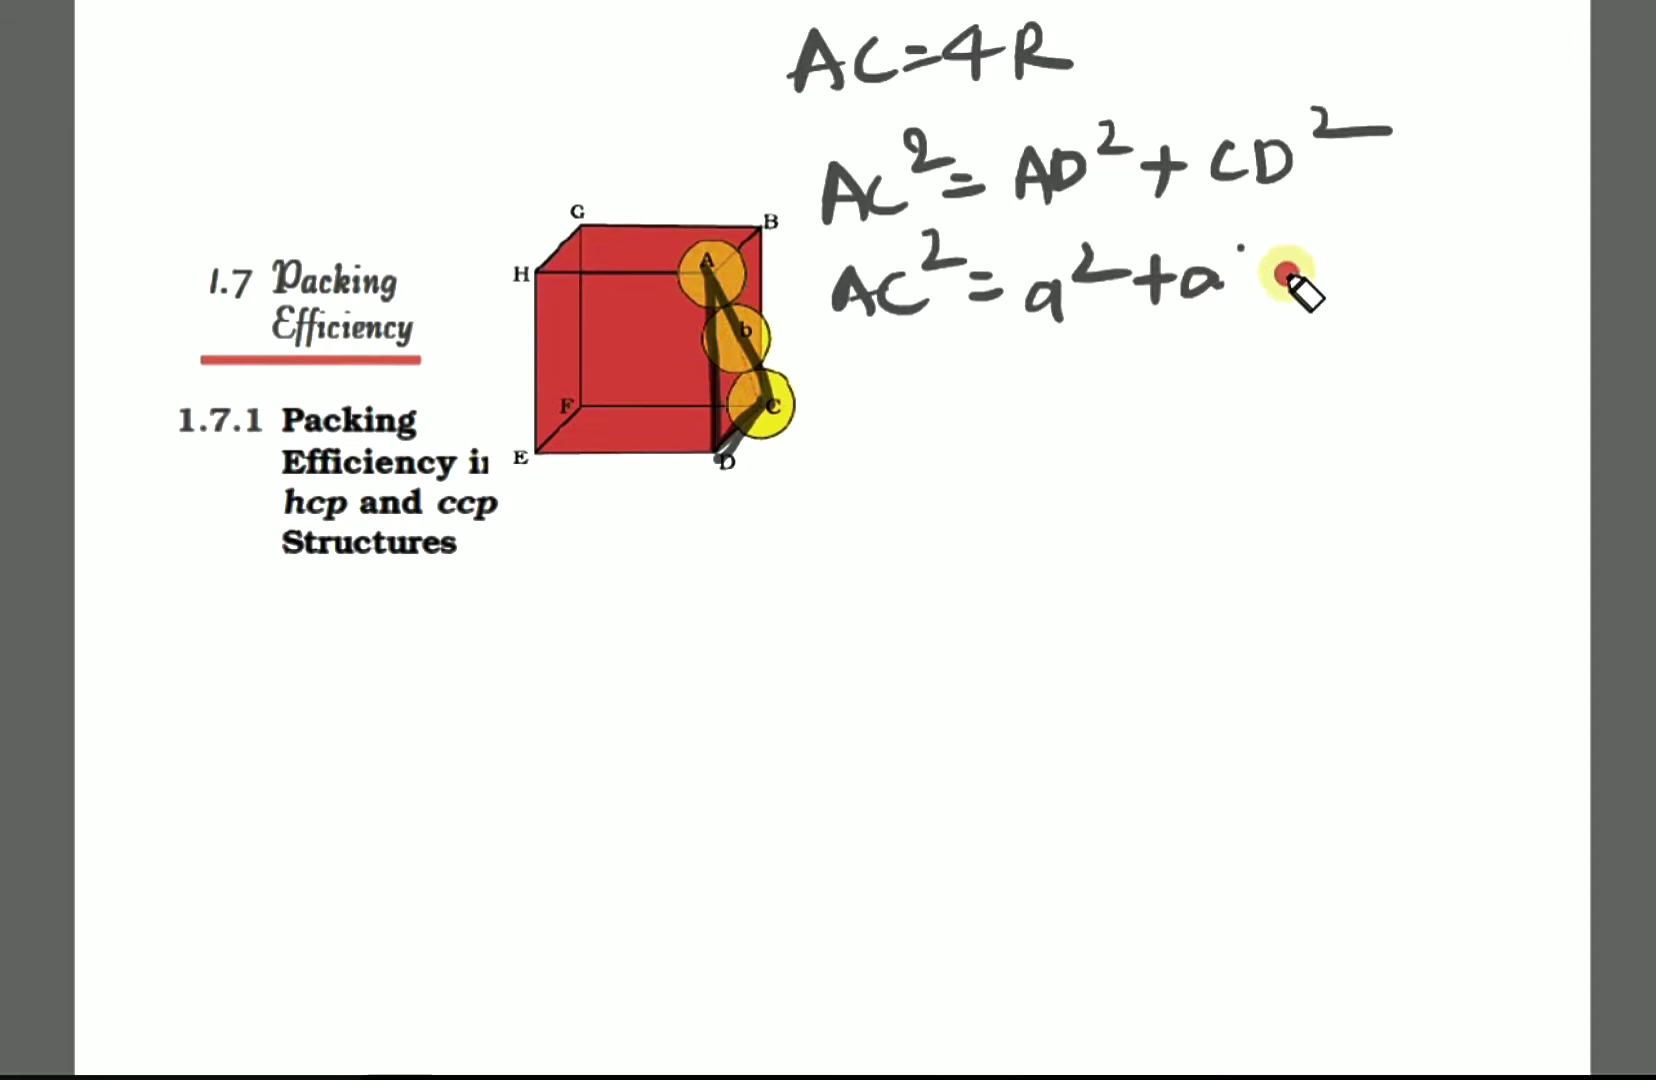 AC=4R
AC²= AD² + CD²
AC²= a²+a
G
B
H
A
b
F
C
E
D
1.7 Packing
Efficiency
1.7.1 Packing
Efficiency i
hcp and ccp
Structures